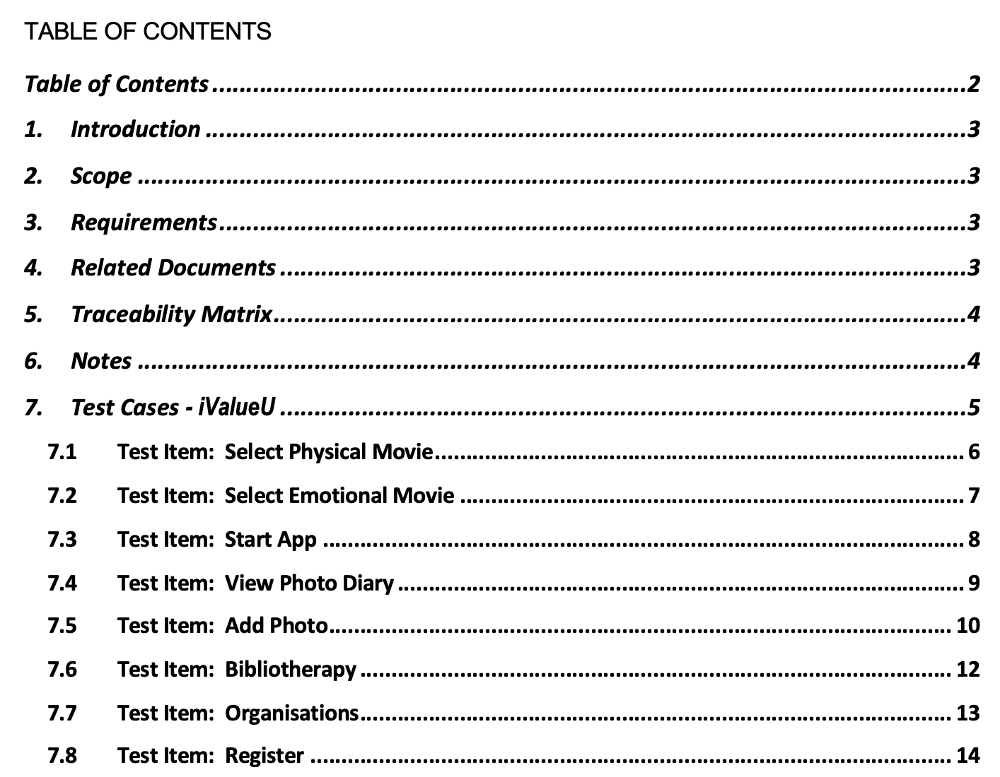 TABLE OF CONTENTS
Table of Contents..........2
1. Introduction..........3
2. Scope..........3
3. Requirements..........3
4. Related Documents..........3
5. Traceability Matrix..........4
6. Notes..........4
7. Test Cases - iValueU..........5
7.1 Test Item: Select Physical Movie.......... 6
7.2 Test Item: Select Emotional Movie.......... 7
7.3 Test Item: Start App.......... 8
7.4 Test Item: View Photo Diary.......... 9
7.5 Test Item: Add Photo.......... 10
7.6 Test Item: Bibliotherapy.......... 12
7.7 Test Item: Organisations.......... 13
7.8 Test Item: Register.......... 14